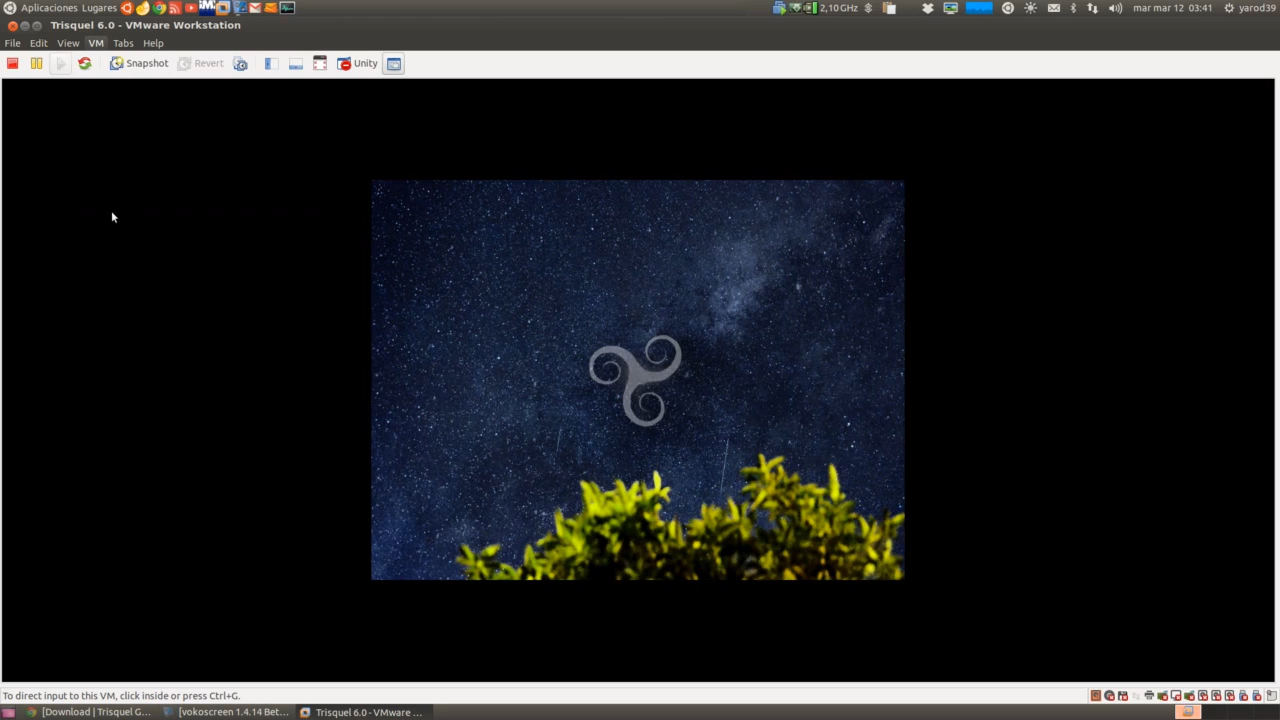 Aplicaciones Lugares 2,10GHz mar mar 12 03:41 yarod39
Trisquel 6.0 - VMware Workstation
File Edit View VM Tabs Help
Snapshot Revert Unity
To direct input to this VM, click inside or press Ctrl+G.
[Download | Trisquel G... [vokoscreen 1.4.14 Bet... Trisquel 6.0 - VMware ...